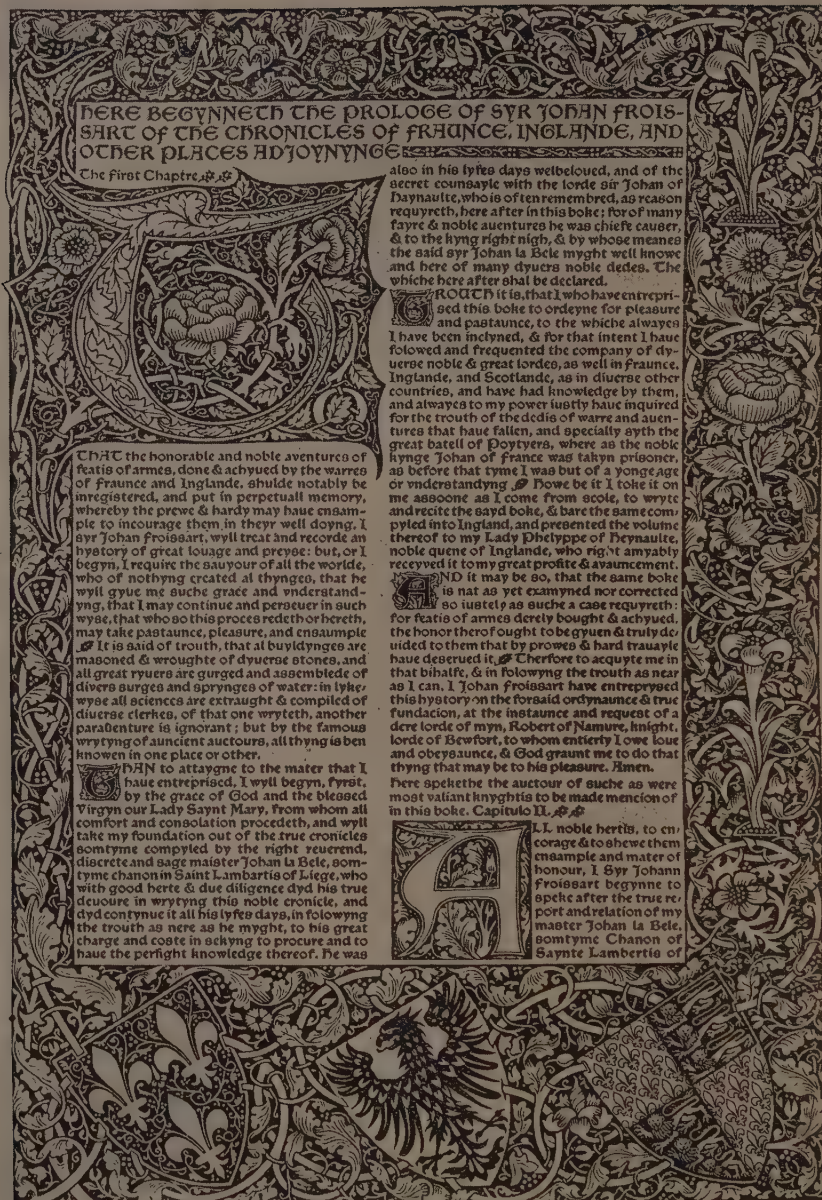 HERE BEGYNNETH THE PROLOGE OF SYR JOHAN FROIS-
SART OF THE CHRONICLES OF FRAUNCE, INGLANDE, AND
OTHER PLACES ADJOYNYNGE
The first Chaptre
THAT the honorable and noble aventures of
featis of armes, done & achyued by the warres
of fraunce and Inglande, shulde notably be
inregistered, and put in perpetuall memory,
whereby the prewe & hardy may haue ensam-
ple to incourage them in theyr well doyng. I
syr Johan Froissart, wyll treat and recorde an
hystory of great louage and preyse: but, or I
begyn, I require the sauyour of all the worlde,
who of nothyng created al thynges, that he
wyll gyue me suche grace and vnderstand-
yng, that I may continue and perseuer in such
wyse, that who so this proces redeth or hereth,
may take pastaunce, pleasure, and ensaumple
It is said of trouth, that al buyldynges are
masoned & wroughte of dyuerse stones, and
all great ryuers are gurged and assemblede of
divers surges and sprynges of water: in lyke-
wyse all sciences are extraught & compiled of
diuerse clerkes, of that one wryteth, another
paraventure is ignorant; but by the famous
wrytyng of auncient auctours, all thyng is ben
knowen in one place or other.
THAN to attaygne to the mater that I
haue entreprised, I wyll begyn, fyrst,
by the grace of God and the blessed
Virgyn our Lady Saynt Mary, from whom all
comfort and consolation procedeth, and wyll
take my foundation out of the true cronicles
somtyme compyled by the right reuerend,
discrete and sage maister Johan la Bele, som-
tyme chanon in Saint Lambartis of Liege, who
with good herte & due diligence dyd his true
deuoure in wrytyng this noble cronicle, and
dyd contynue it all his lyfes days, in folowyng
the trouth as nere as he myght, to his great
charge and coste in sekyng to procure and to
haue the perfight knowledge thereof. He was
also in his lyfes days welbeloued, and of the
secret counsayle with the lorde sir Johan of
Haynaulte, who is often remembred, as reason
requyreth, here after in this boke: for of many
fayre & noble auentures he was chiefe causer,
& to the kyng right nigh, & by whose meanes
the said syr Johan la Bele myght well knowe
and here of many dyuers noble dedes. The
whiche here after shal be declared.
TROUTH it is, that I who have entrepri-
sed this boke to ordeyne for pleasure
and pastaunce, to the whiche alwayes
I have been inclyned, & for that intent I haue
folowed and frequented the company of dy-
uerse noble & great lordes, as well in fraunce,
Inglande, and Scotlande, as in diuerse other
countries, and have had knowledge by them,
and alwayes to my power iustly haue inquired
for the trouth of the dedis of warre and auen-
tures that haue fallen, and specially syth the
great batell of Poytyers, where as the noble
kynge Johan of france was takyn prisoner,
as before that tyme I was but of a yonge age
or vnderstandyng Howe be it I toke it on
me assoone as I come from scole, to wryte
and recite the sayd boke, & bare the same com-
pyled into Ingland, and presented the volume
thereof to my Lady Phelyppe of Heynaulte,
noble quene of Inglande, who right amyably
receyved it to my great profite & avauncement.
AND it may be so, that the same boke
is nat as yet examyned nor corrected
so iustely as suche a case requyreth:
for featis of armes derely bought & achyued,
the honor therof ought to be gyuen & truly de-
uided to them that by prowes & hard trauayle
haue deserued it Therfore to acquyte me in
that bihalfe, & in folowyng the trouth as near
as I can, I Johan froissart have entreprysed
this hystory on the forsaid ordynaunce & true
fundacion, at the instaunce and request of a
dere lorde of myn, Robert of Namure, knight,
lorde of Bewfort, to whom entierly I owe loue
and obeysaunce, & God graunt me to do that
thyng that may be to his pleasure. Amen.
Here spekethe the auctour of suche as were
most valiant knyghtis to be made mencion of
in this boke. Capitulo II.
ALL noble hertis, to en-
corage & to shewe them
ensample and mater of
honour, I Syr Johann
froissart begynne to
speke after the true re-
port and relation of my
master Johan la Bele,
somtyme Chanon of
Saynte Lambertis of